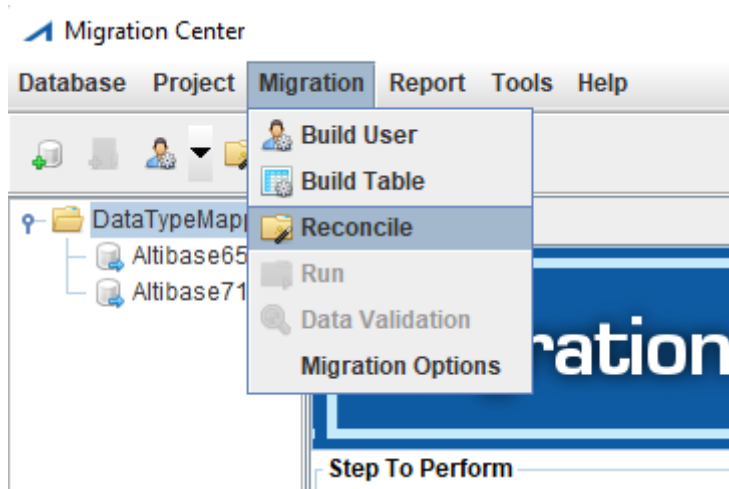 Migration Center
Database Project Migration Report Tools Help
Build User
Build Table
DataTypeMap
Reconcile
Altibase65
Run
Altibase71
Data Validation
ration
Migration Options
Step To Perform